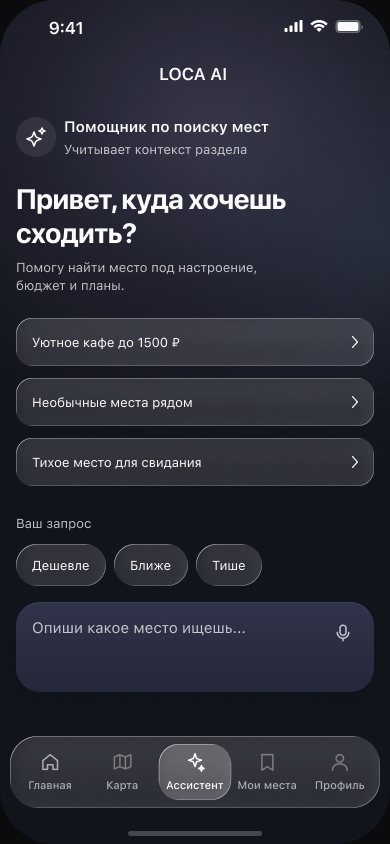 9:41
LOCA AI
Помощник по поиску мест
Учитывает контекст раздела
Привет, куда хочешь
сходить?
Помогу найти место под настроение,
бюджет и планы.
Уютное кафе до 1500 ₽
Необычные места рядом
Тихое место для свидания
Ваш запрос
Дешевле
Ближе
Тише
Опиши какое место ищешь...
Главная
Карта
Ассистент
Мои места
Профиль